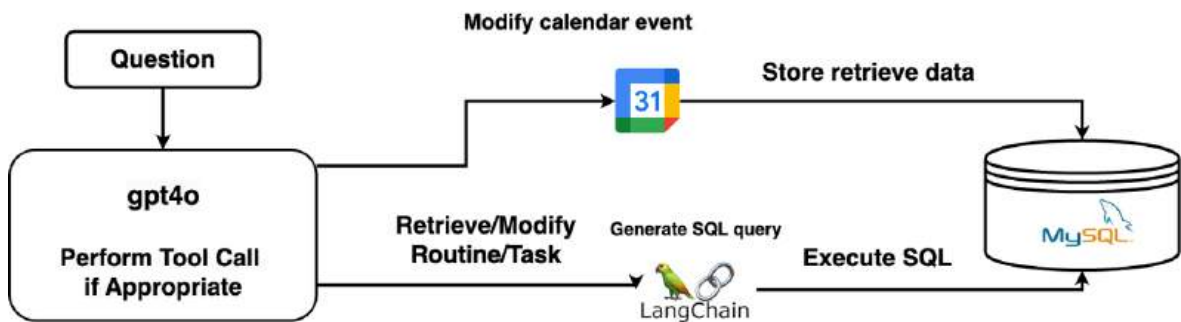 Modify calendar event
Question
Store retrieve data
31
gpt4o
Perform Tool Call
if Appropriate
Retrieve/Modify
Routine/Task
Generate SQL query
Execute SQL
LangChain
MySQL